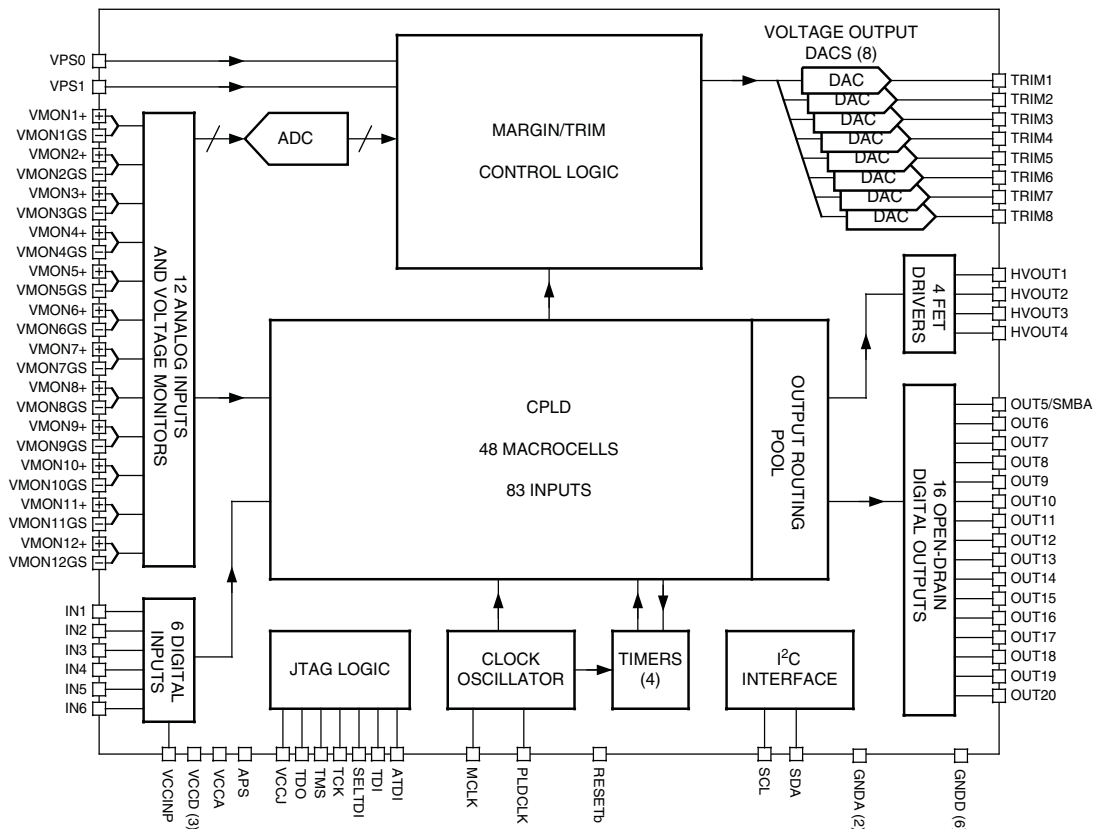 VPS0
VPS1
VMON1+
VMON1GS
VMON2+
VMON2GS
VMON3+
VMON3GS
VMON4+
VMON4GS
VMON5+
VMON5GS
VMON6+
VMON6GS
VMON7+
VMON7GS
VMON8+
VMON8GS
VMON9+
VMON9GS
VMON10+
VMON10GS
VMON11+
VMON11GS
VMON12+
VMON12GS
IN1
IN2
IN3
IN4
IN5
IN6
12 ANALOG INPUTS
AND VOLTAGE MONITORS
6 DIGITAL
INPUTS
ADC
MARGIN/TRIM
CONTROL LOGIC
VOLTAGE OUTPUT
DACS (8)
DAC
DAC
DAC
DAC
DAC
DAC
DAC
DAC
TRIM1
TRIM2
TRIM3
TRIM4
TRIM5
TRIM6
TRIM7
TRIM8
4 FET
DRIVERS
HVOUT1
HVOUT2
HVOUT3
HVOUT4
CPLD
48 MACROCELLS
83 INPUTS
OUTPUT ROUTING
POOL
16 OPEN-DRAIN
DIGITAL OUTPUTS
OUT5/SMBA
OUT6
OUT7
OUT8
OUT9
OUT10
OUT11
OUT12
OUT13
OUT14
OUT15
OUT16
OUT17
OUT18
OUT19
OUT20
JTAG LOGIC
CLOCK
OSCILLATOR
TIMERS
(4)
I2C
INTERFACE
VCCINP
VCCD (3)
VCCA
APS
VCCJ
TDO
TMS
TCK
SELTDI
TDI
ATDI
MCLK
PLDCLK
RESETb
SCL
SDA
GNDA (2)
GNDD (6